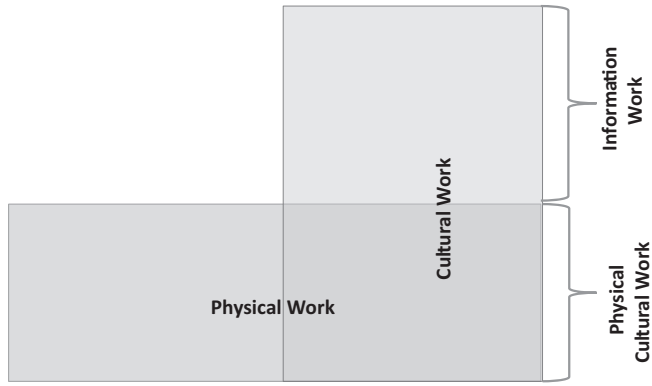 Information
Work
Cultural Work
Physical Work
Physical
Cultural Work